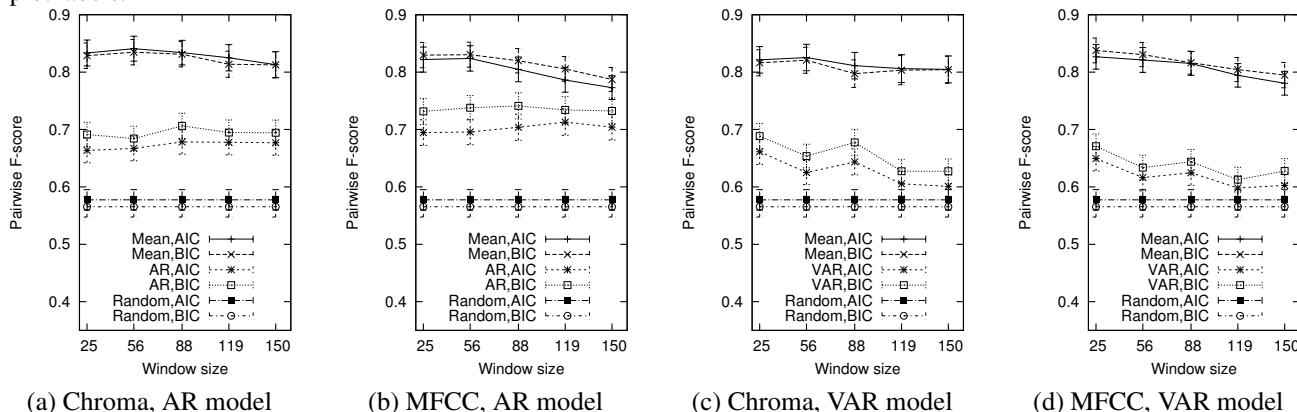 Pairwise F-score
0.9
0.8
0.7
0.6
0.5
0.4
Mean,AIC
Mean,BIC
AR,AIC
AR,BIC
Random,AIC
Random,BIC
25 56 88 119 150
Window size
(a) Chroma, AR model
Pairwise F-score
0.9
0.8
0.7
0.6
0.5
0.4
Mean,AIC
Mean,BIC
AR,AIC
AR,BIC
Random,AIC
Random,BIC
25 56 88 119 150
Window size
(b) MFCC, AR model
Pairwise F-score
0.9
0.8
0.7
0.6
0.5
0.4
Mean,AIC
Mean,BIC
VAR,AIC
VAR,BIC
Random,AIC
Random,BIC
25 56 88 119 150
Window size
(c) Chroma, VAR model
Pairwise F-score
0.9
0.8
0.7
0.6
0.5
0.4
Mean,AIC
Mean,BIC
VAR,AIC
VAR,BIC
Random,AIC
Random,BIC
25 56 88 119 150
Window size
(d) MFCC, VAR model